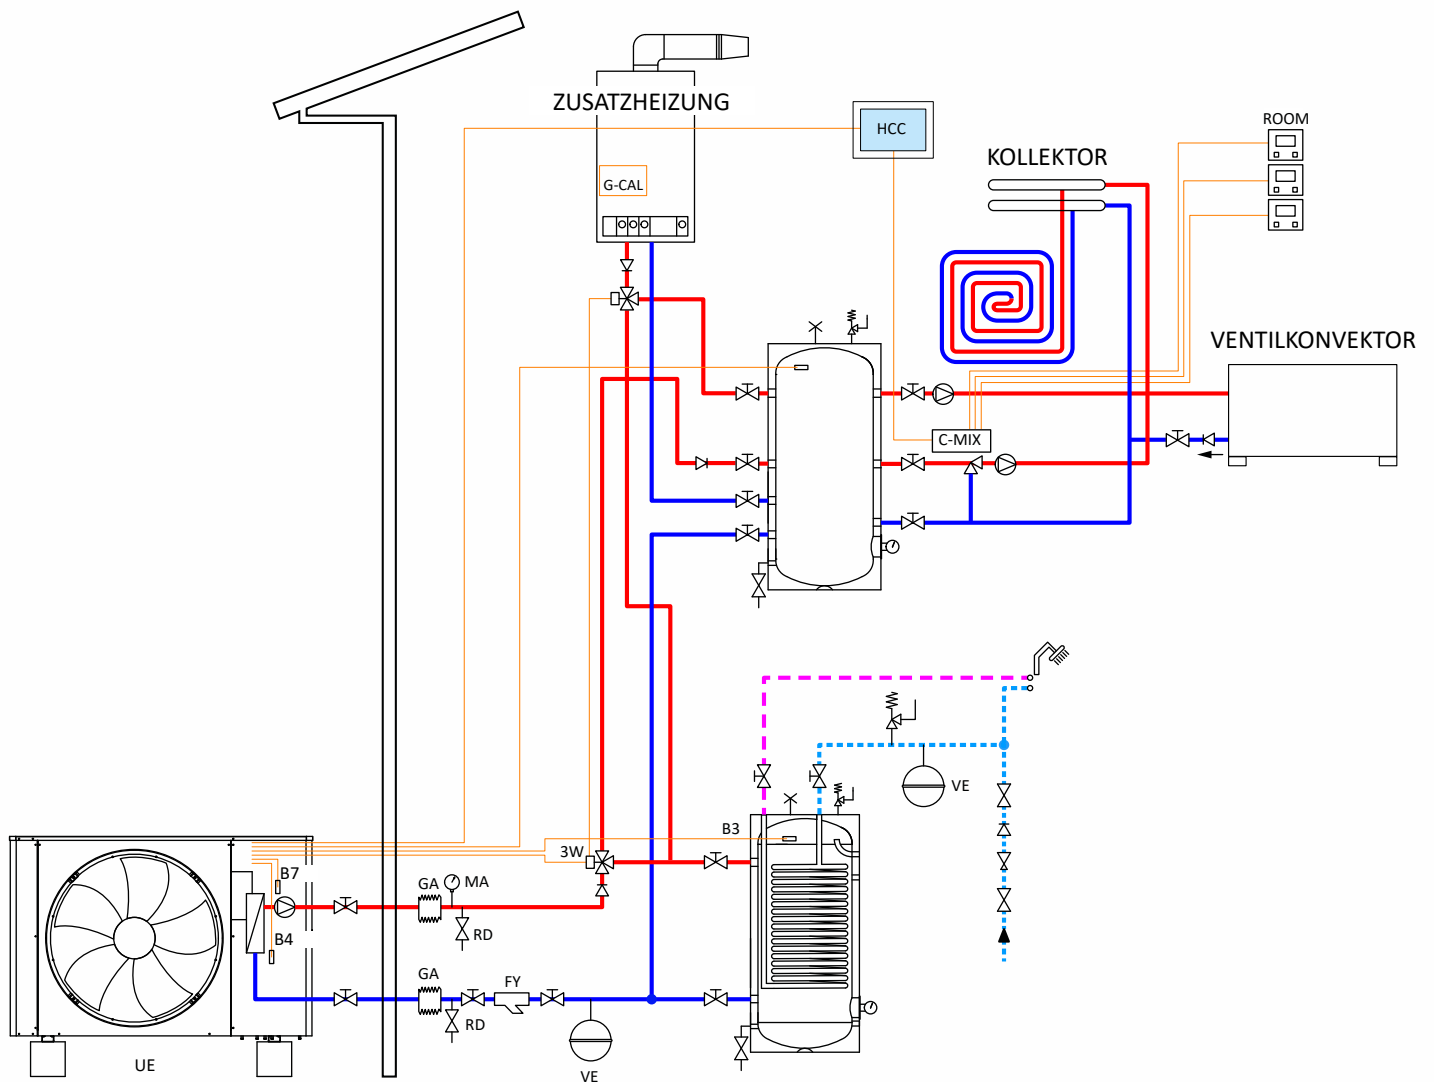 ZUSATZHEIZUNG
HCC
ROOM
KOLLEKTOR
G-CAL
VENTILKONVEKTOR
C-MIX
VE
B3
3W
B7
GA
MA
RD
B4
GA
FY
RD
UE
VE